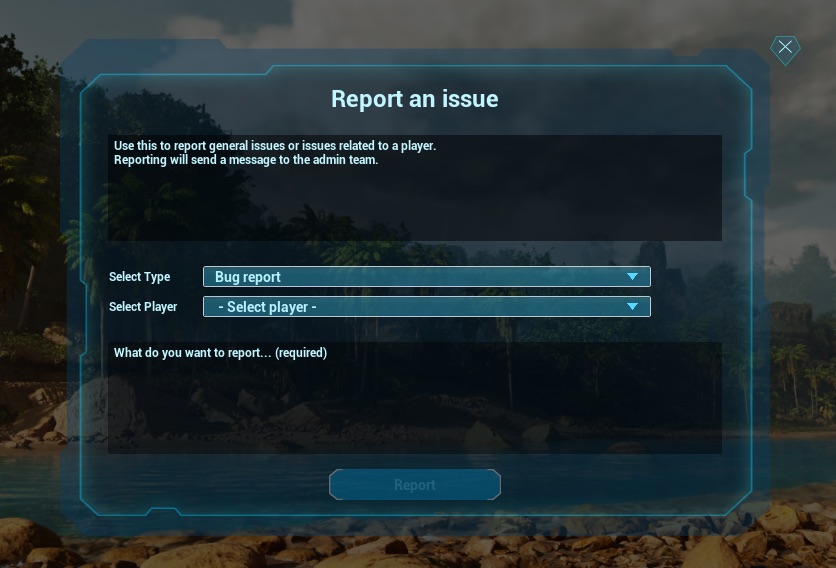 Report an issue
Use this to report general issues or issues related to a player.
Reporting will send a message to the admin team.
Select Type
Bug report
Select Player
- Select player -
What do you want to report... (required)
Report